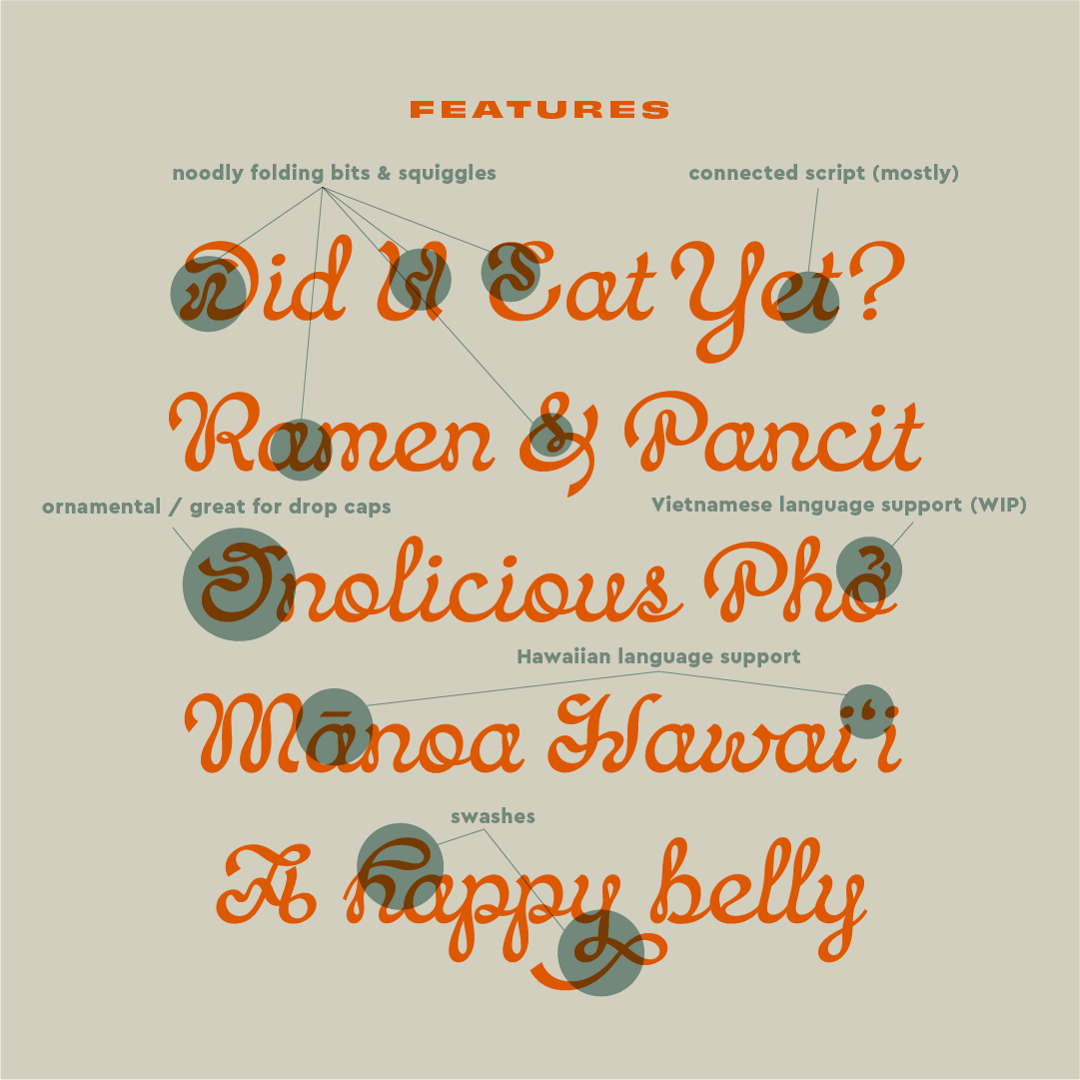 FEATURES
noodly folding bits & squiggles
connected script (mostly)
Did U Eat Yet?
Ramen & Pancit
ornamental / great for drop caps
Vietnamese language support (WIP)
Onolicious Phở
Hawaiian language support
Mānoa Hawaiʻi
swashes
A happy belly